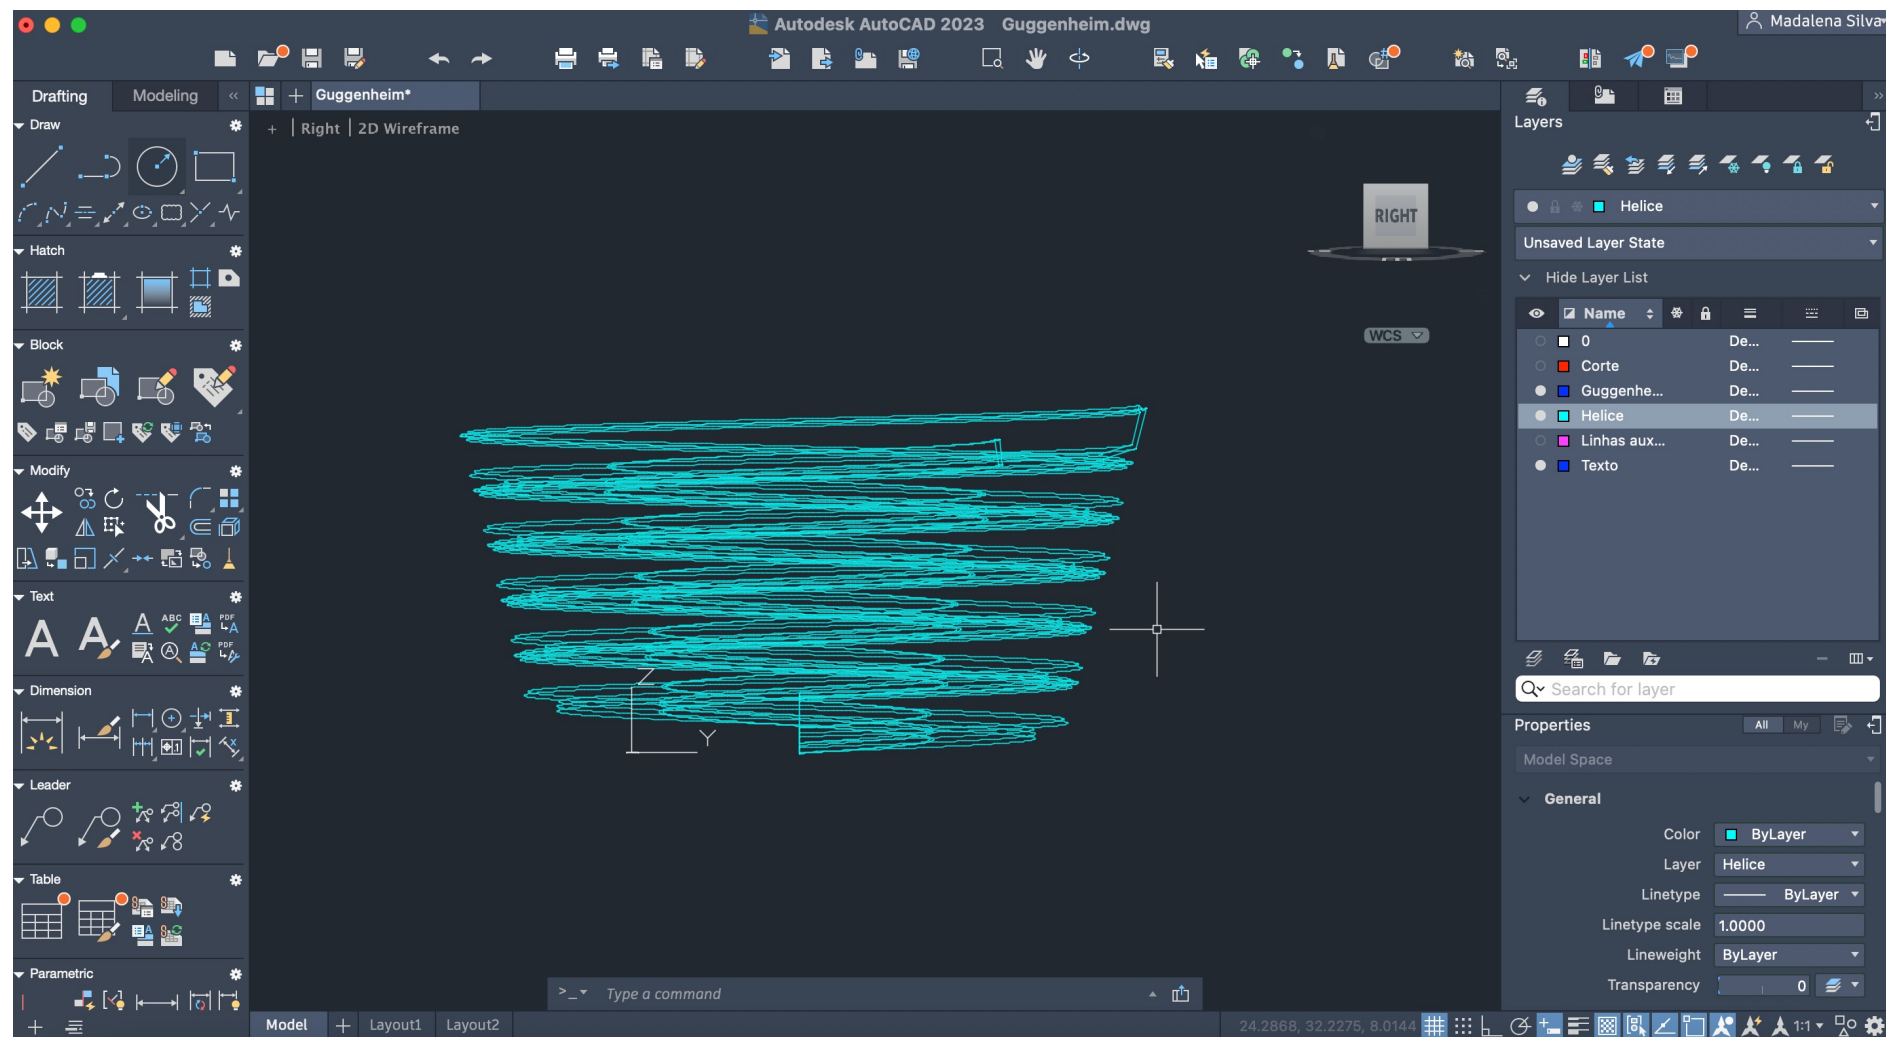 Autodesk AutoCAD 2023 Guggenheim.dwg
Madalena Silva
Drafting Modeling
Guggenheim*
Draw
+ Right 2D Wireframe
Layers
Helice
Unsaved Layer State
Hide Layer List
RIGHT
WCS
Name
0 De...
Corte De...
Guggenhe... De...
Helice De...
Linhas aux... De...
Texto De...
Hatch
Block
Modify
Text
A A A ABC A PDF
A
A A PDF
Dimension
Leader
Table
Parametric
Z
Y
Search for layer
Properties All My
Model Space
General
Color ByLayer
Layer Helice
Linetype ByLayer
Linetype scale 1.0000
Lineweight ByLayer
Transparency 0
>_ Type a command
Model + Layout1 Layout2
24.2868, 32.2275, 8.0144
1:1